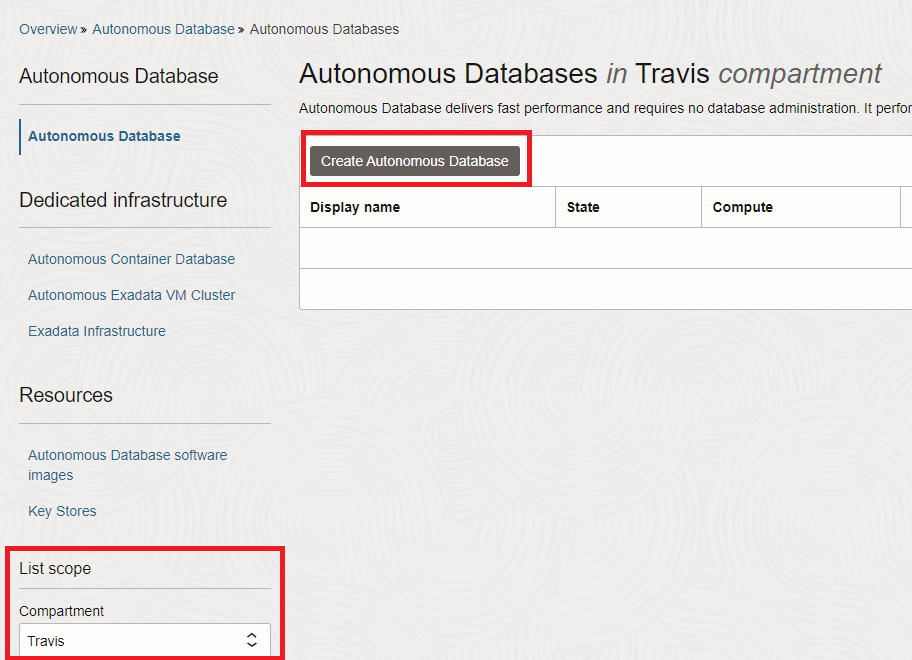 Overview » Autonomous Database » Autonomous Databases
Autonomous Database
Autonomous Database
Dedicated infrastructure
Autonomous Container Database
Autonomous Exadata VM Cluster
Exadata Infrastructure
Resources
Autonomous Database software
images
Key Stores
List scope
Compartment
Travis
Autonomous Databases in Travis compartment
Autonomous Database delivers fast performance and requires no database administration. It
Create Autonomous Database
Display name State Compute